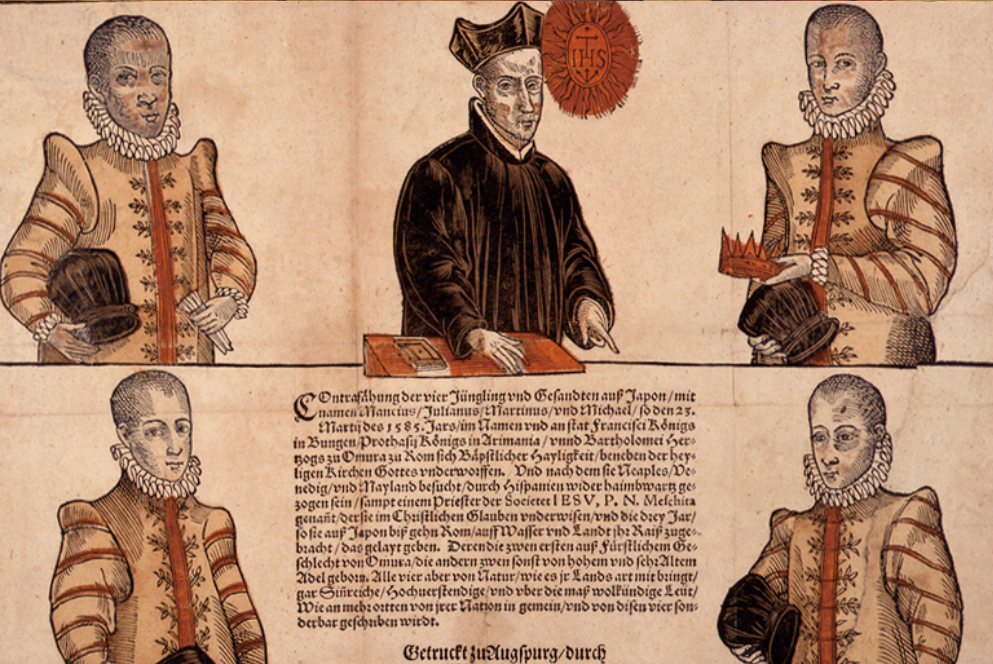 IHS
COntrafähung der vier Jüngling vnd Gesandten auß Japon / mit
namen Mancius / Julianus / Martinus / vnd Michael / so den 23.
Martij des 1585. Jars / im Namen vnd an stat Francisci Königs
in Bungen / Prothasij Königs in Arimania / vnnd Bartholomei Her-
tzogs zu Omura zu Rom sich Bäpstlicher Hayligkeit / beneben der hey-
ligen Kirchen Gottes vnderworffen. Vnd nach dem sie Neaples / Ve-
nedig / vnd Mayland besucht / durch Hispanien wider haimbwartz ge-
zogen sein / sampt einem Priester der Societet IESV, P. N. Melchita
genañt / der sie im Christlichen Glauben vnderwisen / vnd die drey Jar /
so sie auß Japon biß gehn Rom / auff Wasser vnd Landt jhr Raiß zuge-
bracht / das gelayt geben. Deren die zwen ersten auß Fürstlichem Ge-
schlecht von Omura / die andern zwen sonst von hohem vnd sehr Altem
Adel geborn. Alle vier aber von Natur / wie es jr Lands art mit bringt /
gar Siñreiche / Hochuerstendige / vnd vber die maß wolkündige Leüt /
Wie an mehr ortten von jrer Nation in gemein / vnd von disen vier son-
derbar geschriben wirdt.
Getruckt zu Augspurg / durch